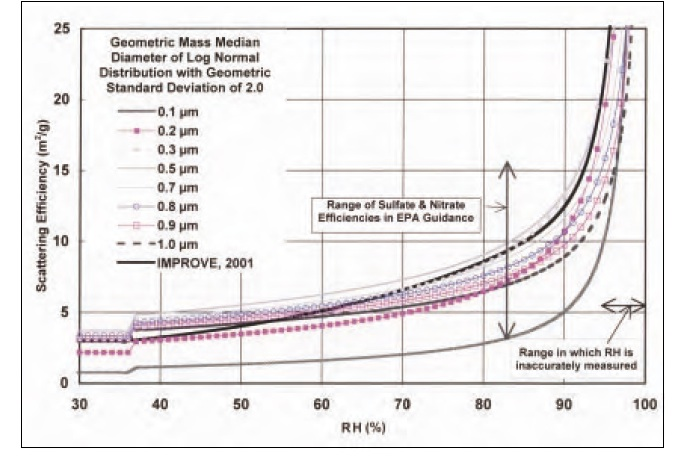 25
20
15
10
5
0
Scattering Efficiency (m²/g)
Geometric Mass Median
Diameter of Log Normal
Distribution with Geometric
Standard Deviation of 2.0
0.1 µm
0.2 µm
0.3 µm
0.5 µm
0.7 µm
0.8 µm
0.9 µm
1.0 µm
IMPROVE, 2001
Range of Sulfate & Nitrate
Efficiencies in EPA Guidance
Range in which RH is
inaccurately measured
30 40 50 60 70 80 90 100
RH (%)